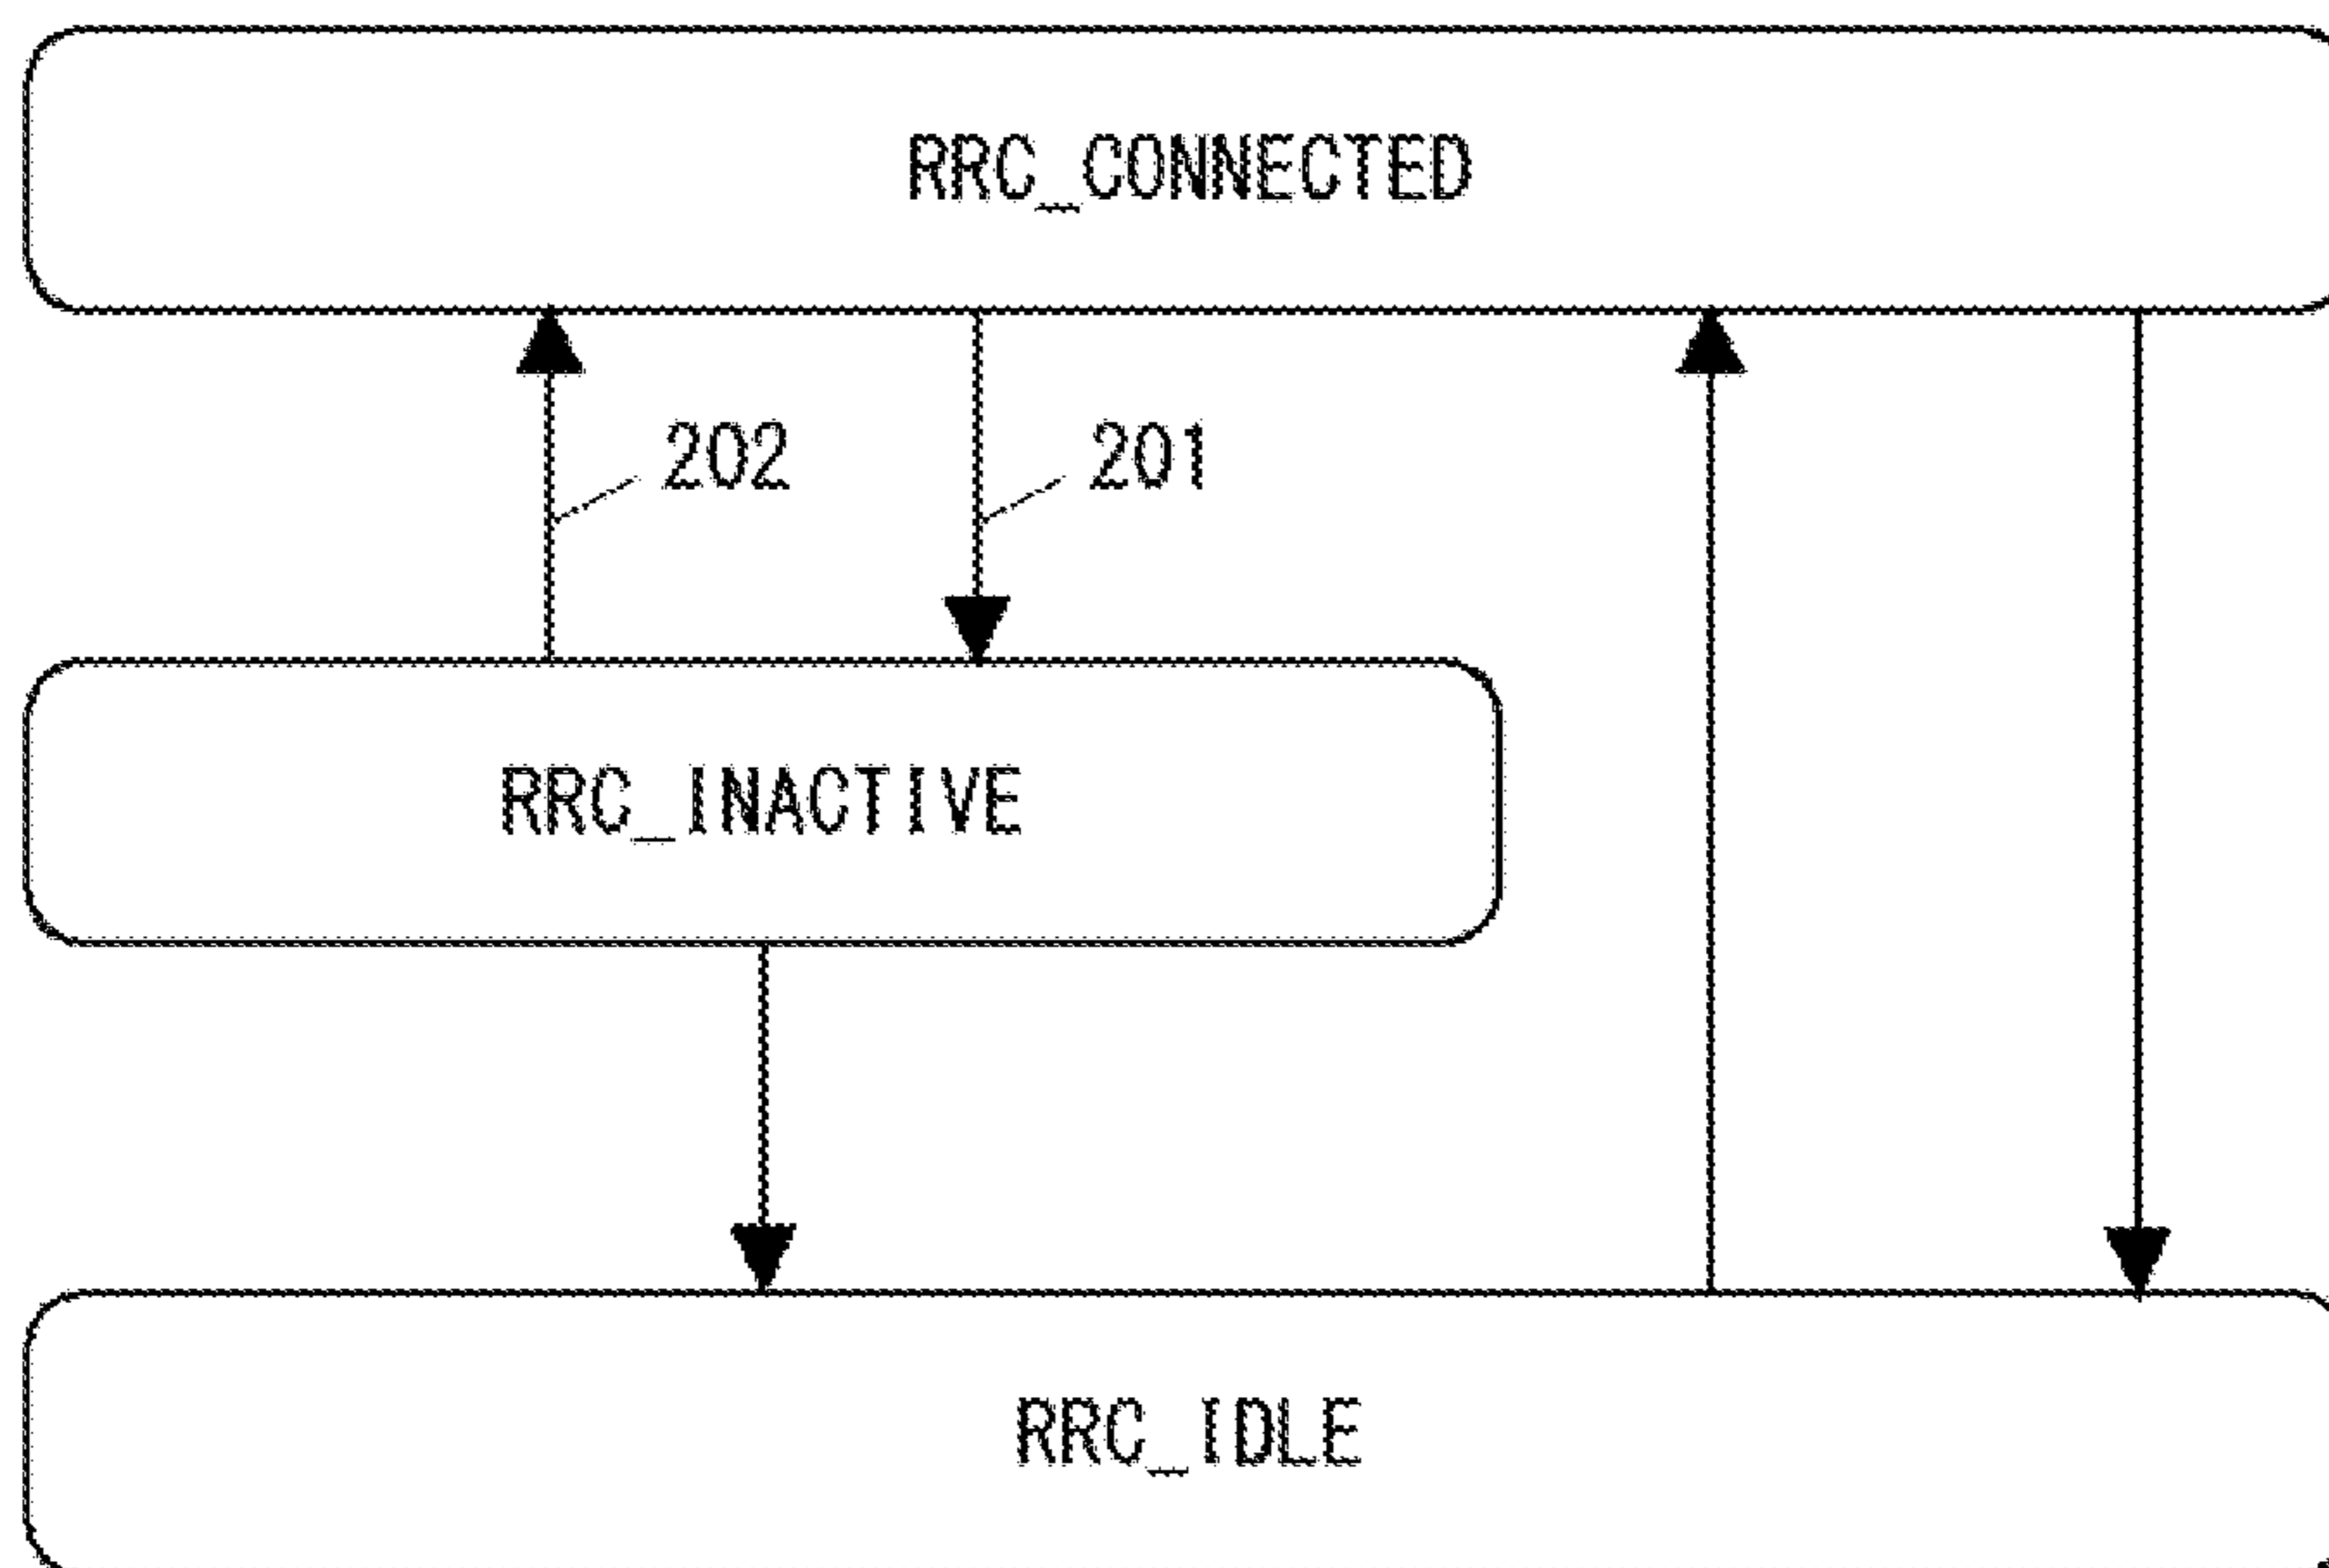 RRC_CONNECTED
202
201
RRC_INACTIVE
RRC_IDLE